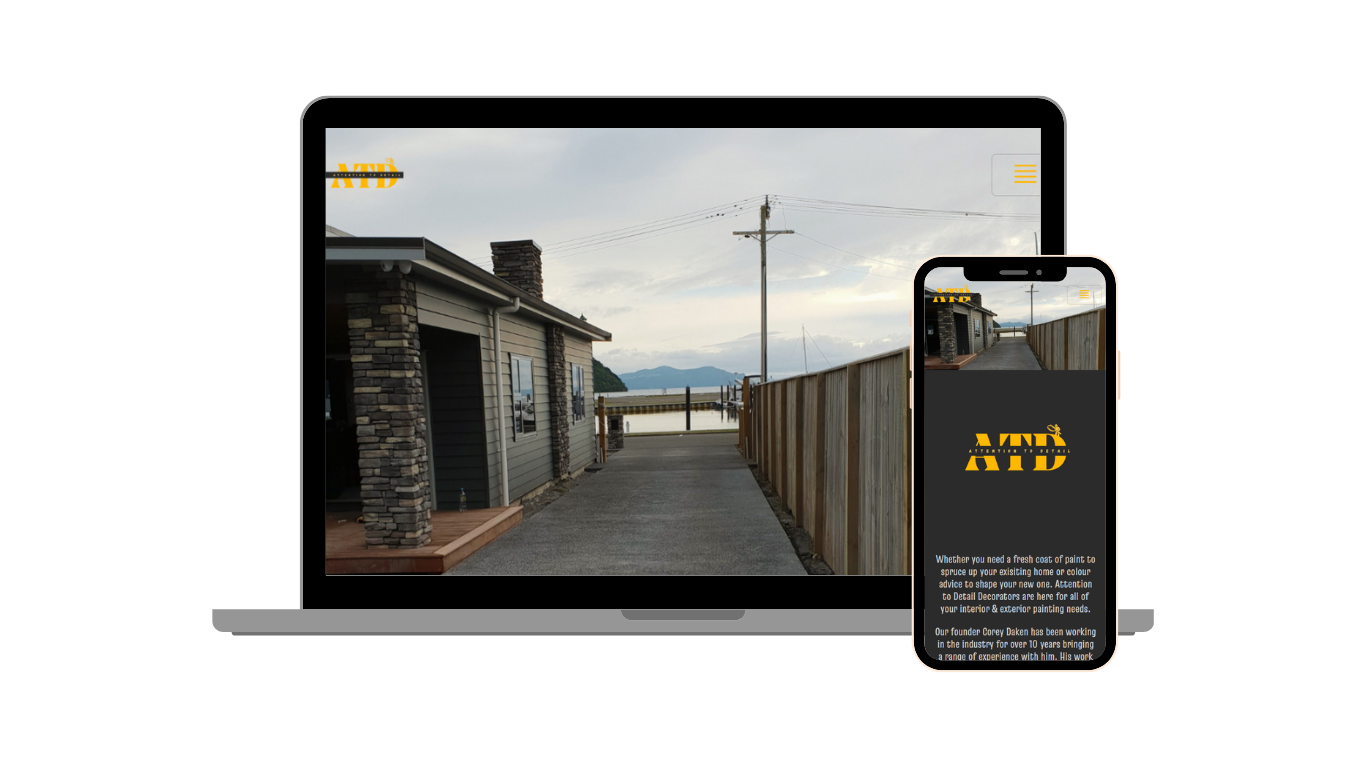 ATD
ATTENTION TO DETAIL
ATD
ATD
ATTENTION TO DETAIL
Whether you need a fresh coat of paint to
spruce up your exisiting home or colour
advice to shape your new one. Attention
to Detail Decorators are here for all of
your interior & exterior painting needs.
Our founder Corey Daken has been working
in the industry for over 10 years bringing
a range of experience with him. His work